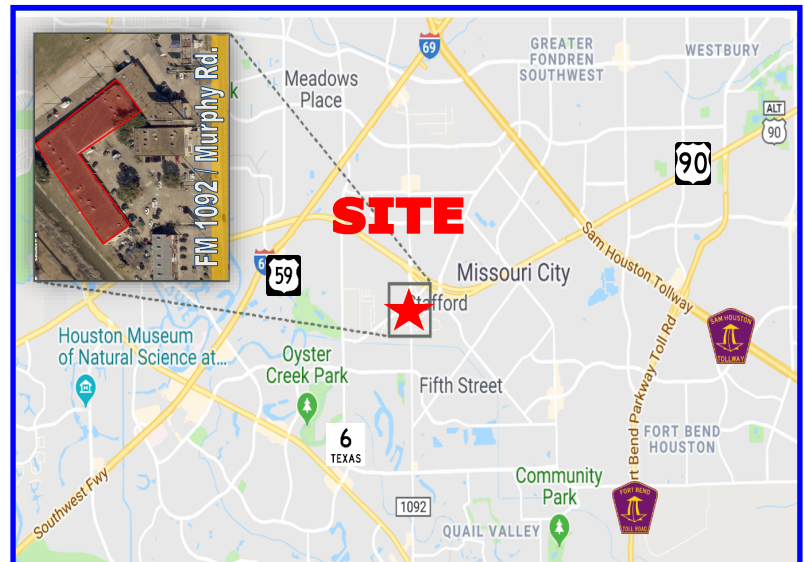 69
GREATER
FONDREN
SOUTHWEST
WESTBURY
Meadows
Place
k
FM 1092 / Murphy Rd.
ALT
90
90
SITE
Sam Houston Tollway
69
59
Missouri City
Stafford
SAM HOUSTON
TOLLWAY
Houston Museum
of Natural Science at...
Oyster
Creek Park
Fifth Street
rt Bend Parkway Toll Rd
6
TEXAS
FORT BEND
HOUSTON
Southwest Fwy
Community
Park
1092
QUAIL VALLEY
FORT BEND
TOLL ROAD